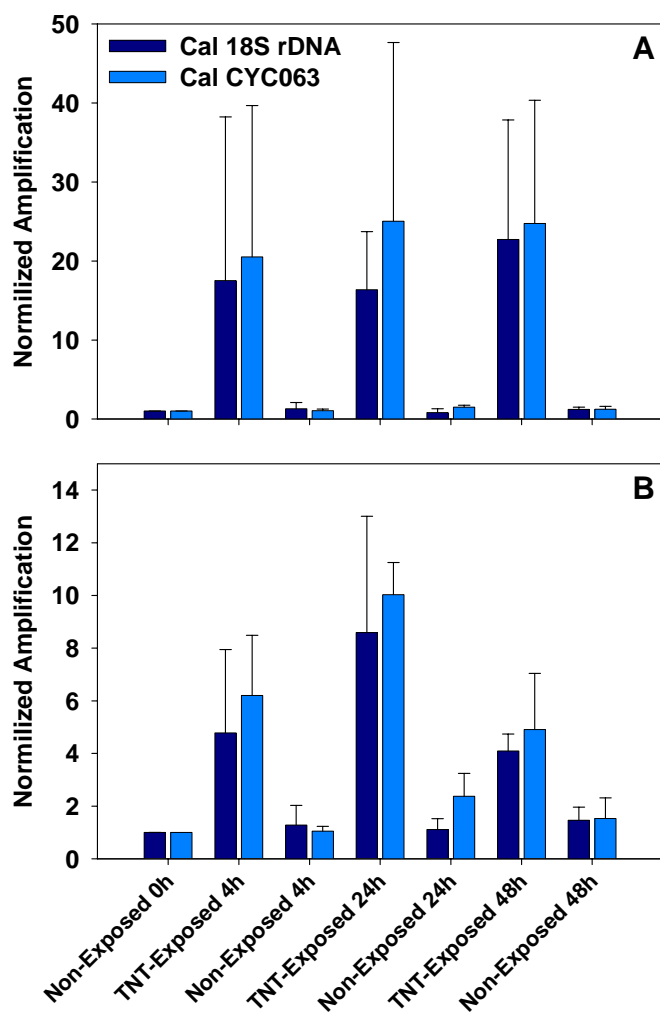 50
40
30
20
10
0
Normilized Amplification
Cal 18S rDNA
Cal CYC063
A
14
12
10
8
6
4
2
0
Normilized Amplification
B
Non-Exposed 0h
TNT-Exposed 4h
Non-Exposed 4h
TNT-Exposed 24h
Non-Exposed 24h
TNT-Exposed 48h
Non-Exposed 48h